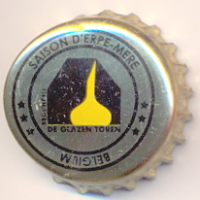 SAISON D'ERPE-MERE
DE GLAZEN TOREN
BELGIUM